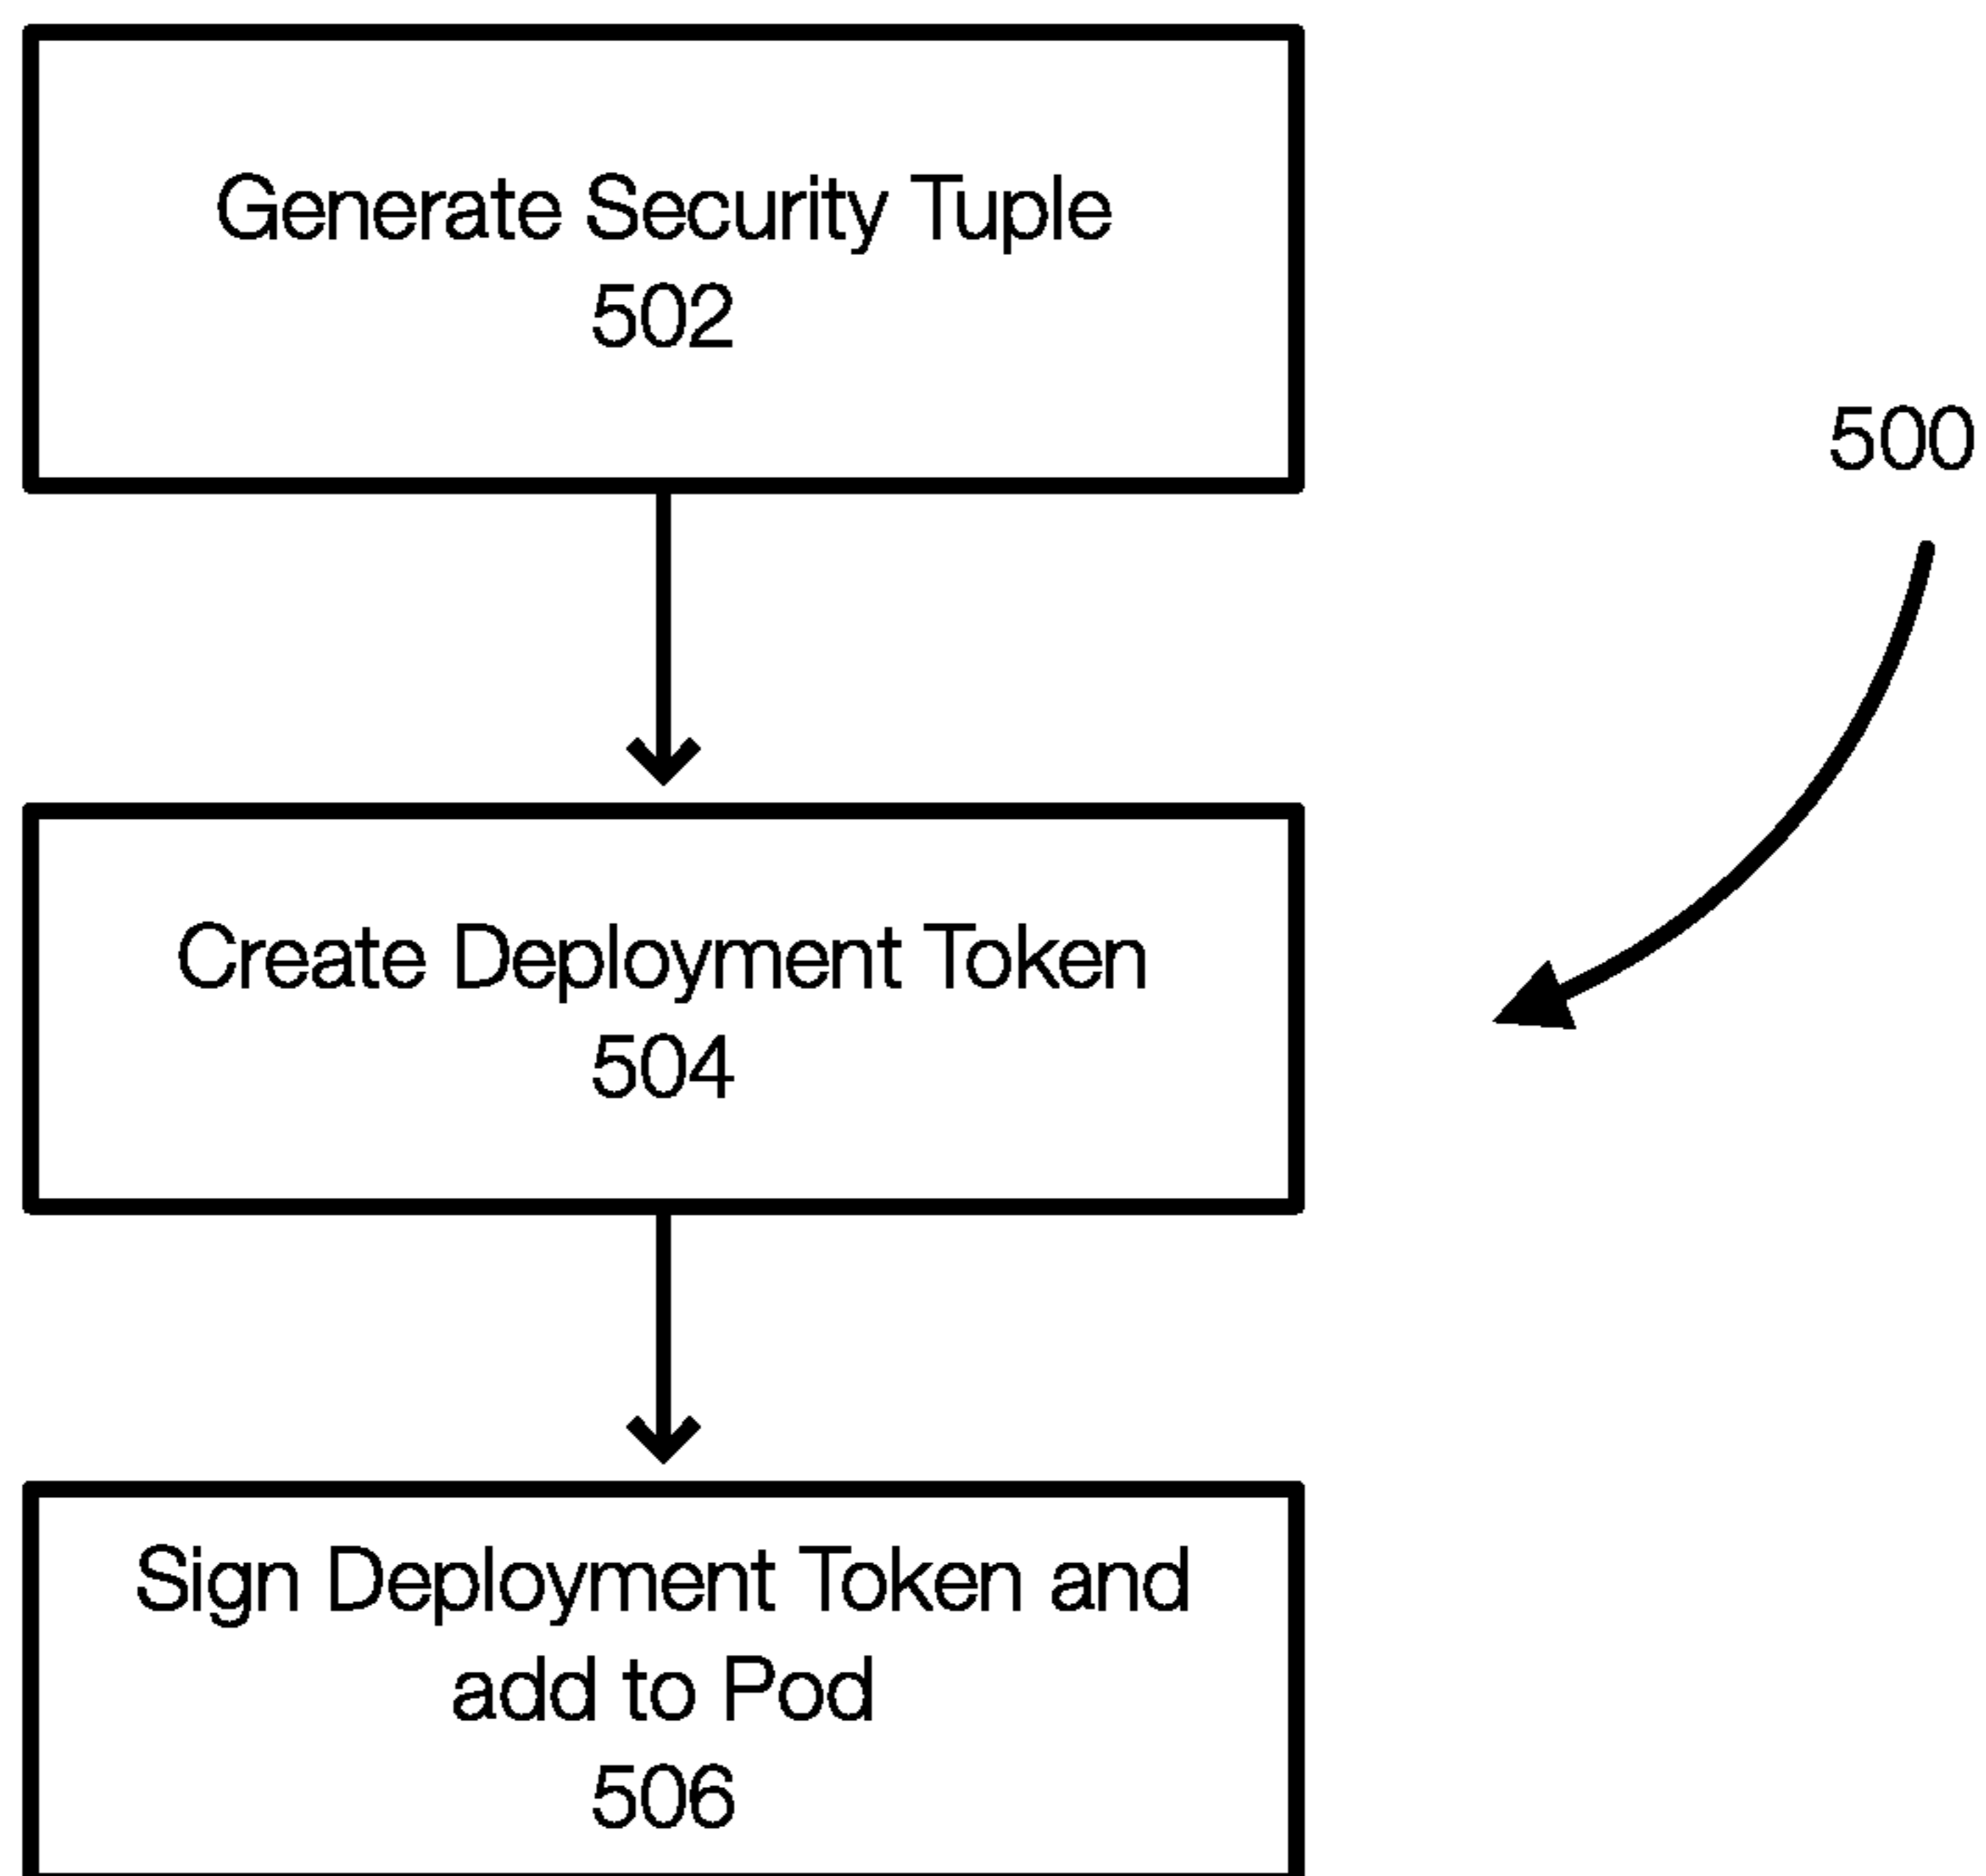 Generate Security Tuple
502
500
Create Deployment Token
504
Sign Deployment Token and
add to Pod
506